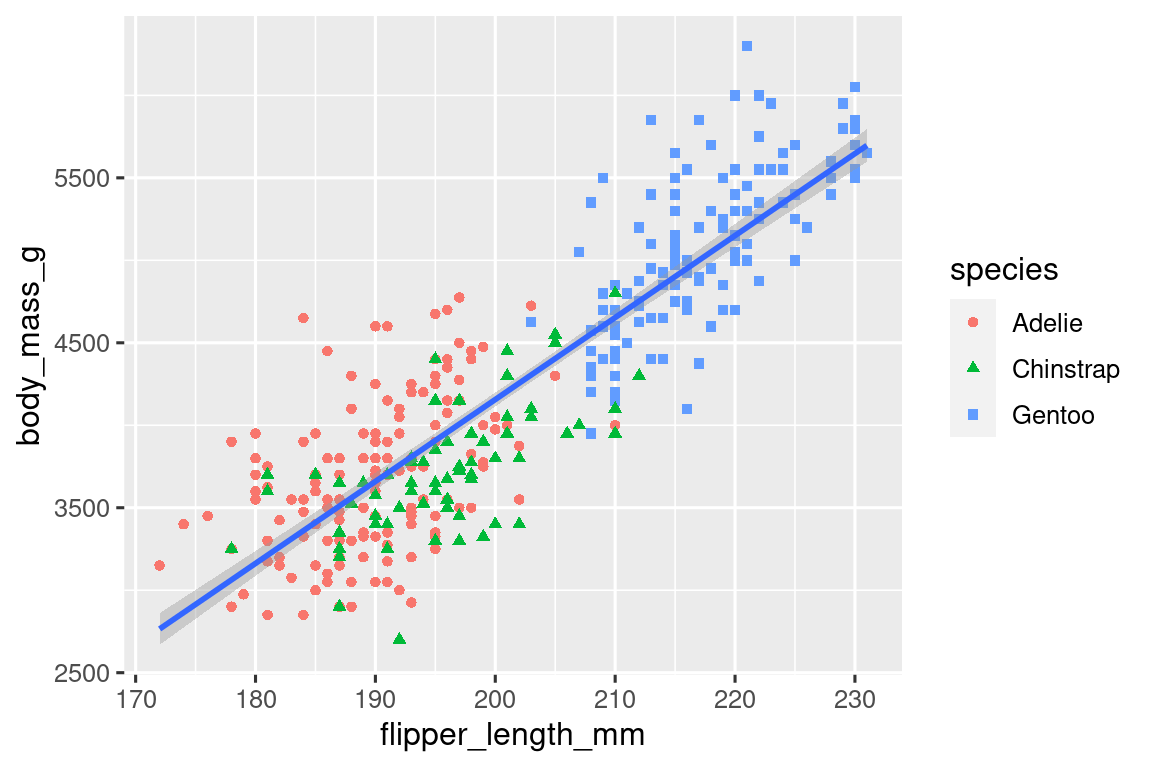 5500
4500
3500
2500
170 180 190 200 210 220 230
flipper_length_mm
body_mass_g
species
Adelie
Chinstrap
Gentoo